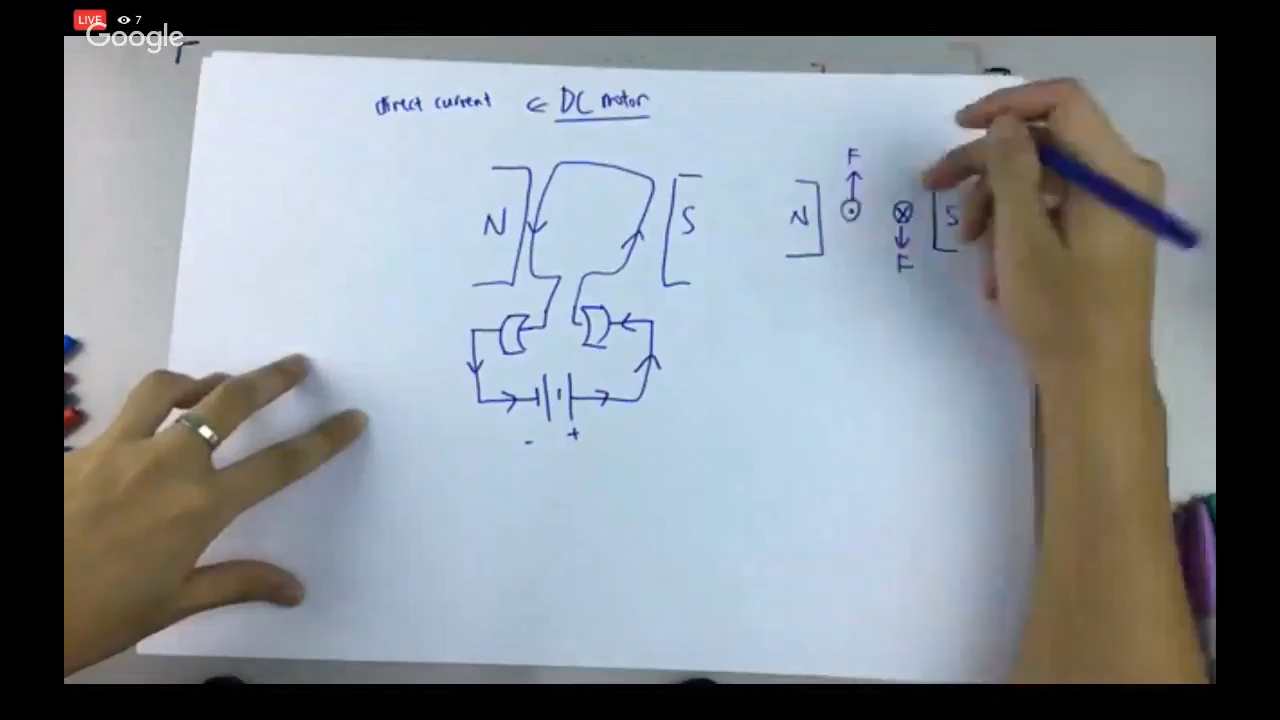 LIVE 7
Google
direct current ← DC motor
F
N S N S
F
- +